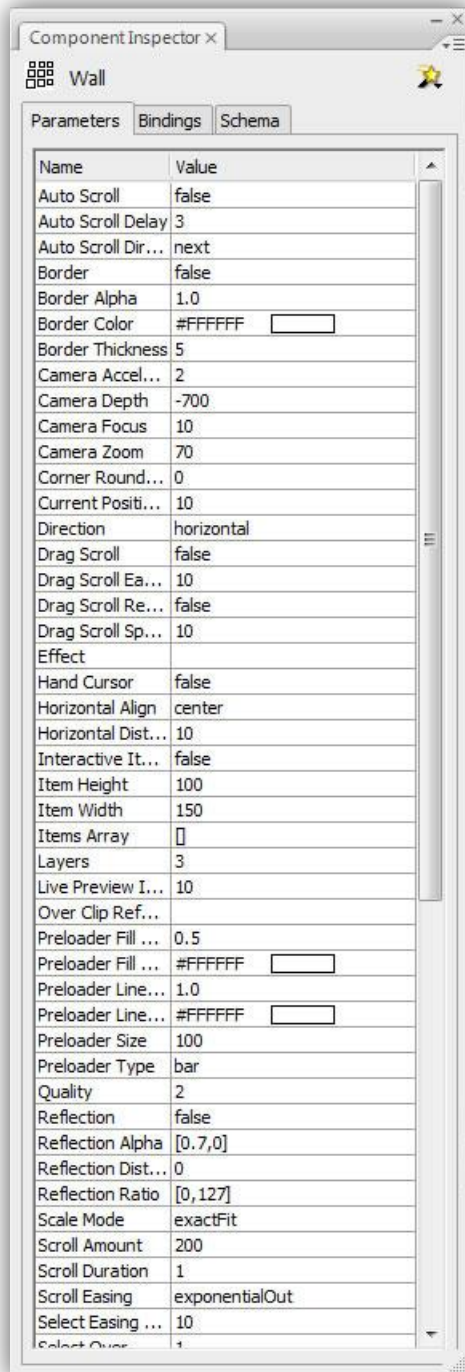 Component Inspector ×
Wall
Parameters Bindings Schema
Name Value
Auto Scroll false
Auto Scroll Delay 3
Auto Scroll Dir... next
Border false
Border Alpha 1.0
Border Color #FFFFFF
Border Thickness 5
Camera Accel... 2
Camera Depth -700
Camera Focus 10
Camera Zoom 70
Corner Round... 0
Current Positi... 10
Direction horizontal
Drag Scroll false
Drag Scroll Ea... 10
Drag Scroll Re... false
Drag Scroll Sp... 10
Effect
Hand Cursor false
Horizontal Align center
Horizontal Dist... 10
Interactive It... false
Item Height 100
Item Width 150
Items Array []
Layers 3
Live Preview I... 10
Over Clip Ref...
Preloader Fill ... 0.5
Preloader Fill ... #FFFFFF
Preloader Line... 1.0
Preloader Line... #FFFFFF
Preloader Size 100
Preloader Type bar
Quality 2
Reflection false
Reflection Alpha [0.7,0]
Reflection Dist... 0
Reflection Ratio [0,127]
Scale Mode exactFit
Scroll Amount 200
Scroll Duration 1
Scroll Easing exponentialOut
Select Easing ... 10
Select Over 1